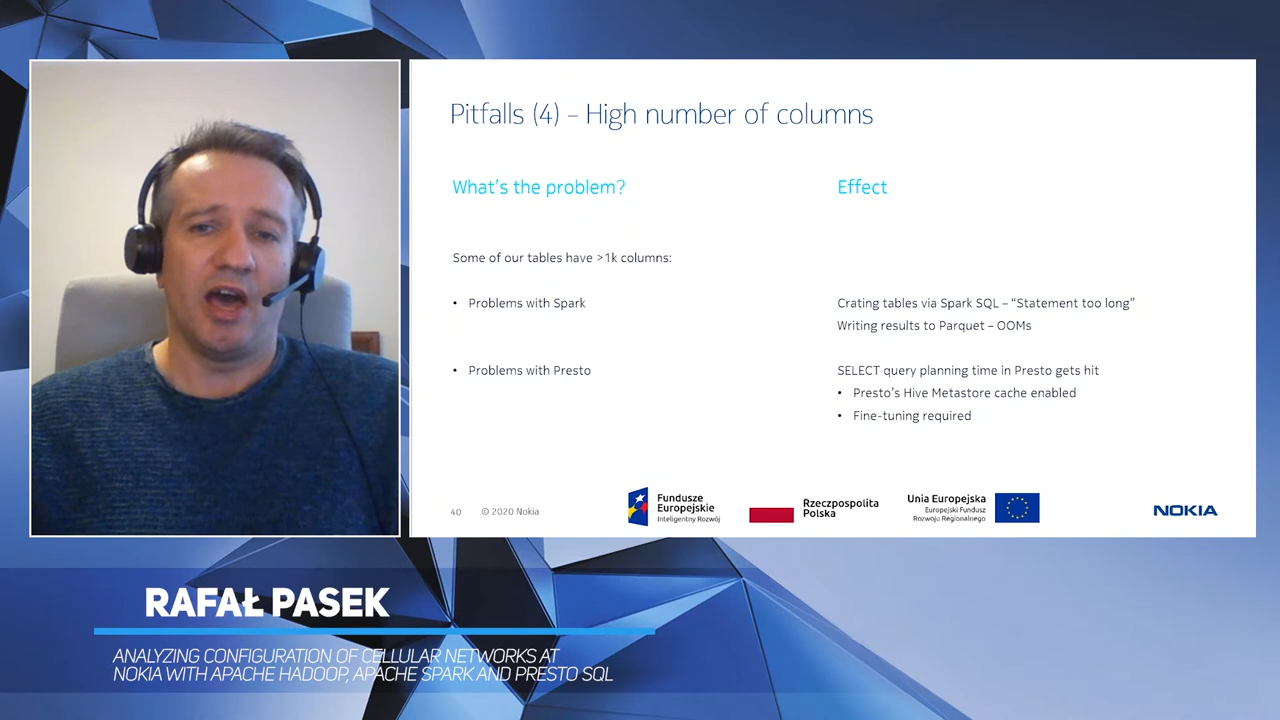 Pitfalls (4) – High number of columns
What's the problem?
Effect
Some of our tables have >1k columns:
• Problems with Spark
Crating tables via Spark SQL – “Statement too long”
Writing results to Parquet – OOMs
• Problems with Presto
SELECT query planning time in Presto gets hit
• Presto's Hive Metastore cache enabled
• Fine-tuning required
40 © 2020 Nokia
Fundusze
Europejskie
Inteligentny Rozwój
Rzeczpospolita
Polska
Unia Europejska
Europejski Fundusz
Rozwoju Regionalnego
NOKIA
RAFAŁ PASEK
ANALYZING CONFIGURATION OF CELLULAR NETWORKS AT
NOKIA WITH APACHE HADOOP, APACHE SPARK AND PRESTO SQL